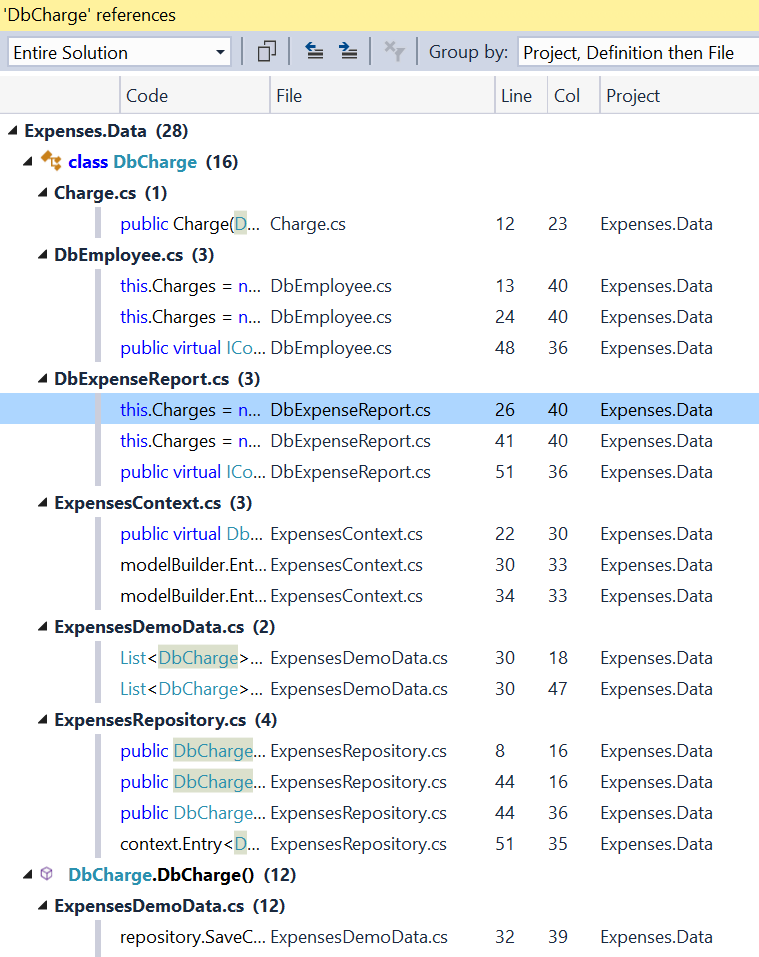 'DbCharge' references
Entire Solution Group by: Project, Definition then File
Code File Line Col Project
Expenses.Data (28)
class DbCharge (16)
Charge.cs (1)
public Charge(D... Charge.cs 12 23 Expenses.Data
DbEmployee.cs (3)
this.Charges = n... DbEmployee.cs 13 40 Expenses.Data
this.Charges = n... DbEmployee.cs 24 40 Expenses.Data
public virtual ICo... DbEmployee.cs 48 36 Expenses.Data
DbExpenseReport.cs (3)
this.Charges = n... DbExpenseReport.cs 26 40 Expenses.Data
this.Charges = n... DbExpenseReport.cs 41 40 Expenses.Data
public virtual ICo... DbExpenseReport.cs 51 36 Expenses.Data
ExpensesContext.cs (3)
public virtual Db... ExpensesContext.cs 22 30 Expenses.Data
modelBuilder.Ent... ExpensesContext.cs 30 33 Expenses.Data
modelBuilder.Ent... ExpensesContext.cs 34 33 Expenses.Data
ExpensesDemoData.cs (2)
List<DbCharge>... ExpensesDemoData.cs 30 18 Expenses.Data
List<DbCharge>... ExpensesDemoData.cs 30 47 Expenses.Data
ExpensesRepository.cs (4)
public DbCharge... ExpensesRepository.cs 8 16 Expenses.Data
public DbCharge... ExpensesRepository.cs 44 16 Expenses.Data
public DbCharge... ExpensesRepository.cs 44 36 Expenses.Data
context.Entry<D... ExpensesRepository.cs 51 35 Expenses.Data
DbCharge.DbCharge() (12)
ExpensesDemoData.cs (12)
repository.SaveC... ExpensesDemoData.cs 32 39 Expenses.Data